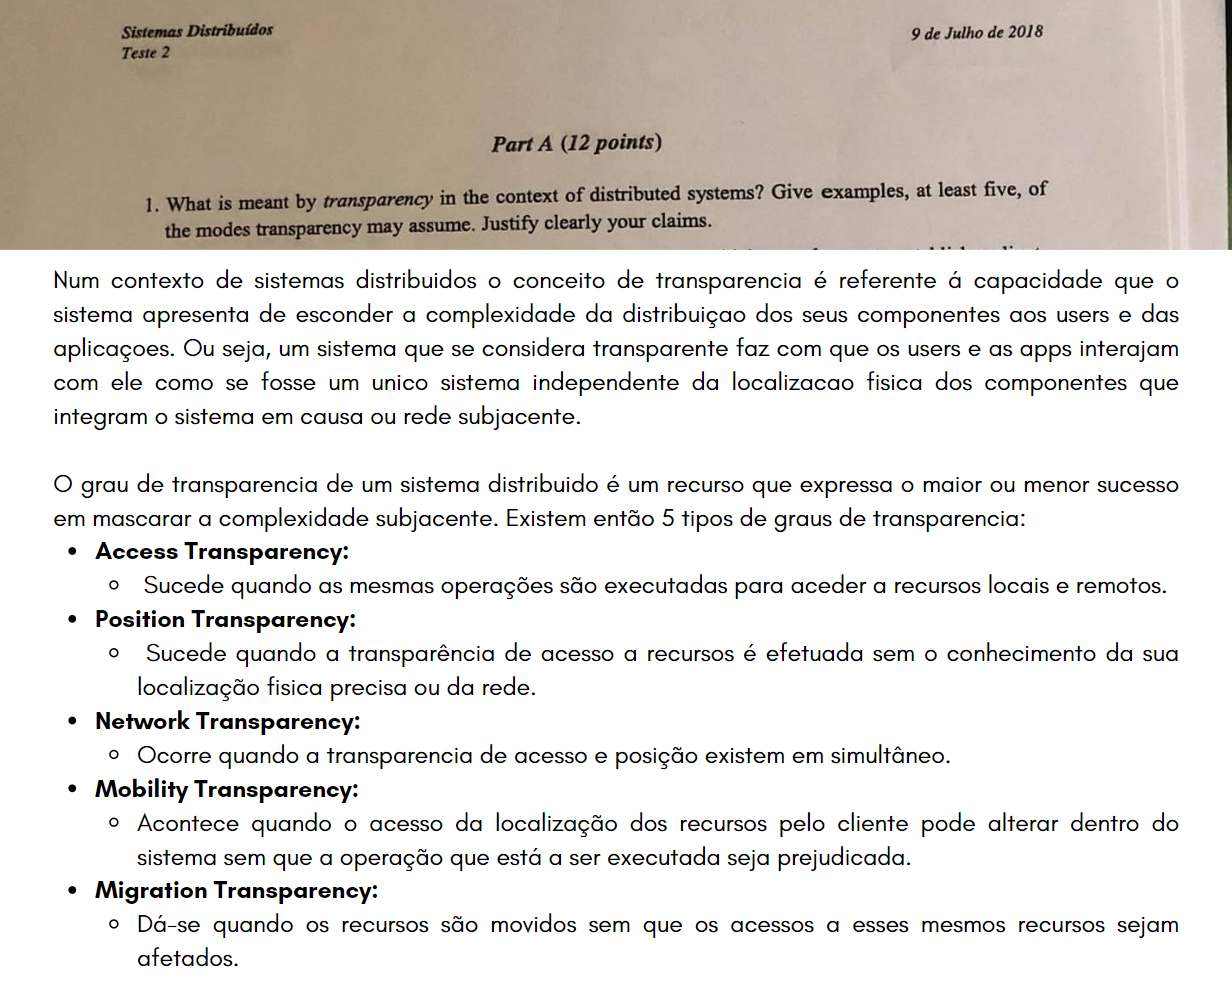 Sistemas Distribuídos
Teste 2
9 de Julho de 2018
Part A (12 points)
1. What is meant by transparency in the context of distributed systems? Give examples, at least five, of
the modes transparency may assume. Justify clearly your claims.
Num contexto de sistemas distribuidos o conceito de transparencia é referente á capacidade que o
sistema apresenta de esconder a complexidade da distribuiçao dos seus componentes aos users e das
aplicaçoes. Ou seja, um sistema que se considera transparente faz com que os users e as apps interajam
com ele como se fosse um unico sistema independente da localizacao fisica dos componentes que
integram o sistema em causa ou rede subjacente.
O grau de transparencia de um sistema distribuido é um recurso que expressa o maior ou menor sucesso
em mascarar a complexidade subjacente. Existem então 5 tipos de graus de transparencia:
• Access Transparency:
◦ Sucede quando as mesmas operações são executadas para aceder a recursos locais e remotos.
• Position Transparency:
◦ Sucede quando a transparência de acesso a recursos é efetuada sem o conhecimento da sua
localização fisica precisa ou da rede.
• Network Transparency:
◦ Ocorre quando a transparencia de acesso e posição existem em simultâneo.
• Mobility Transparency:
◦ Acontece quando o acesso da localização dos recursos pelo cliente pode alterar dentro do
sistema sem que a operação que está a ser executada seja prejudicada.
• Migration Transparency:
◦ Dá-se quando os recursos são movidos sem que os acessos a esses mesmos recursos sejam
afetados.